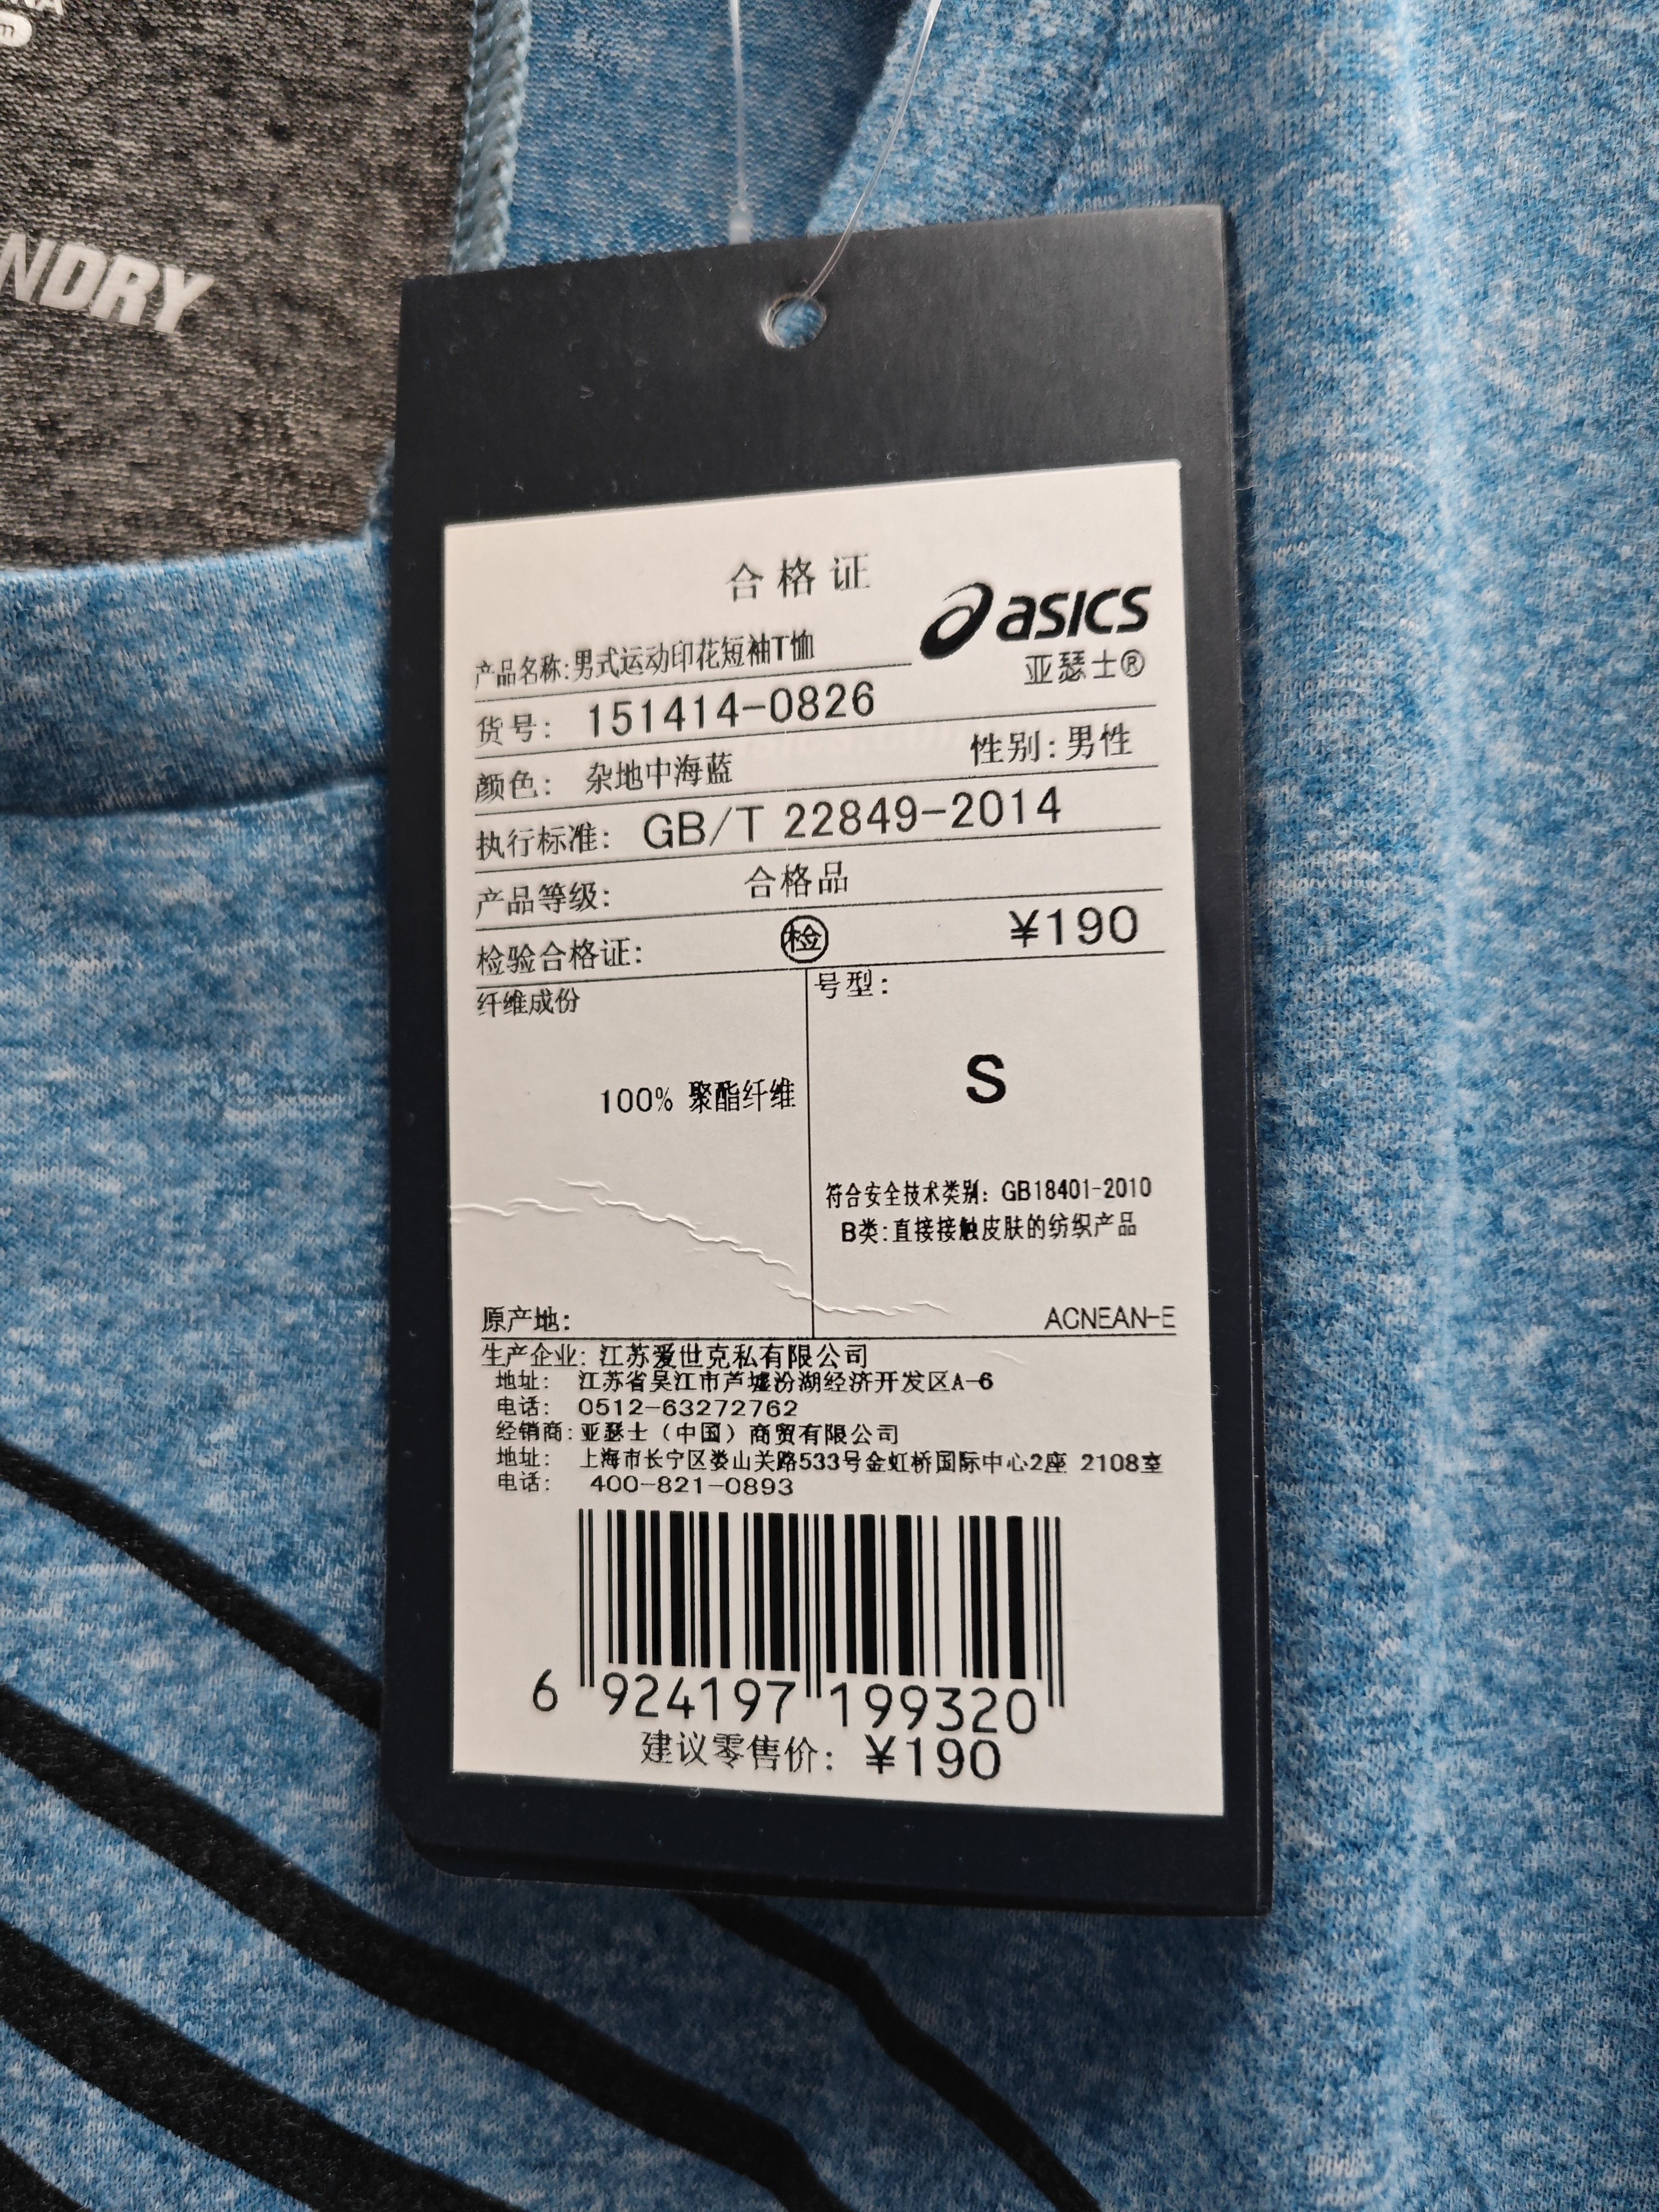 NDRY
合格证
asics
亚瑟士®
产品名称:男式运动印花短袖T恤
货号: 151414-0826
颜色: 杂地中海蓝 性别:男性
执行标准: GB/T 22849-2014
产品等级: 合格品
检验合格证: 检 ¥190
纤维成份
100% 聚酯纤维
号型:
S
符合安全技术类别: GB18401-2010
B类:直接接触皮肤的纺织产品
原产地:
ACNEAN-E
生产企业: 江苏爱世克私有限公司
地址: 江苏省吴江市芦墟汾湖经济开发区A-6
电话: 0512-63272762
经销商: 亚瑟士（中国）商贸有限公司
地址: 上海市长宁区娄山关路533号金虹桥国际中心2座 2108室
电话: 400-821-0893
6 924197 199320
建议零售价: ¥190